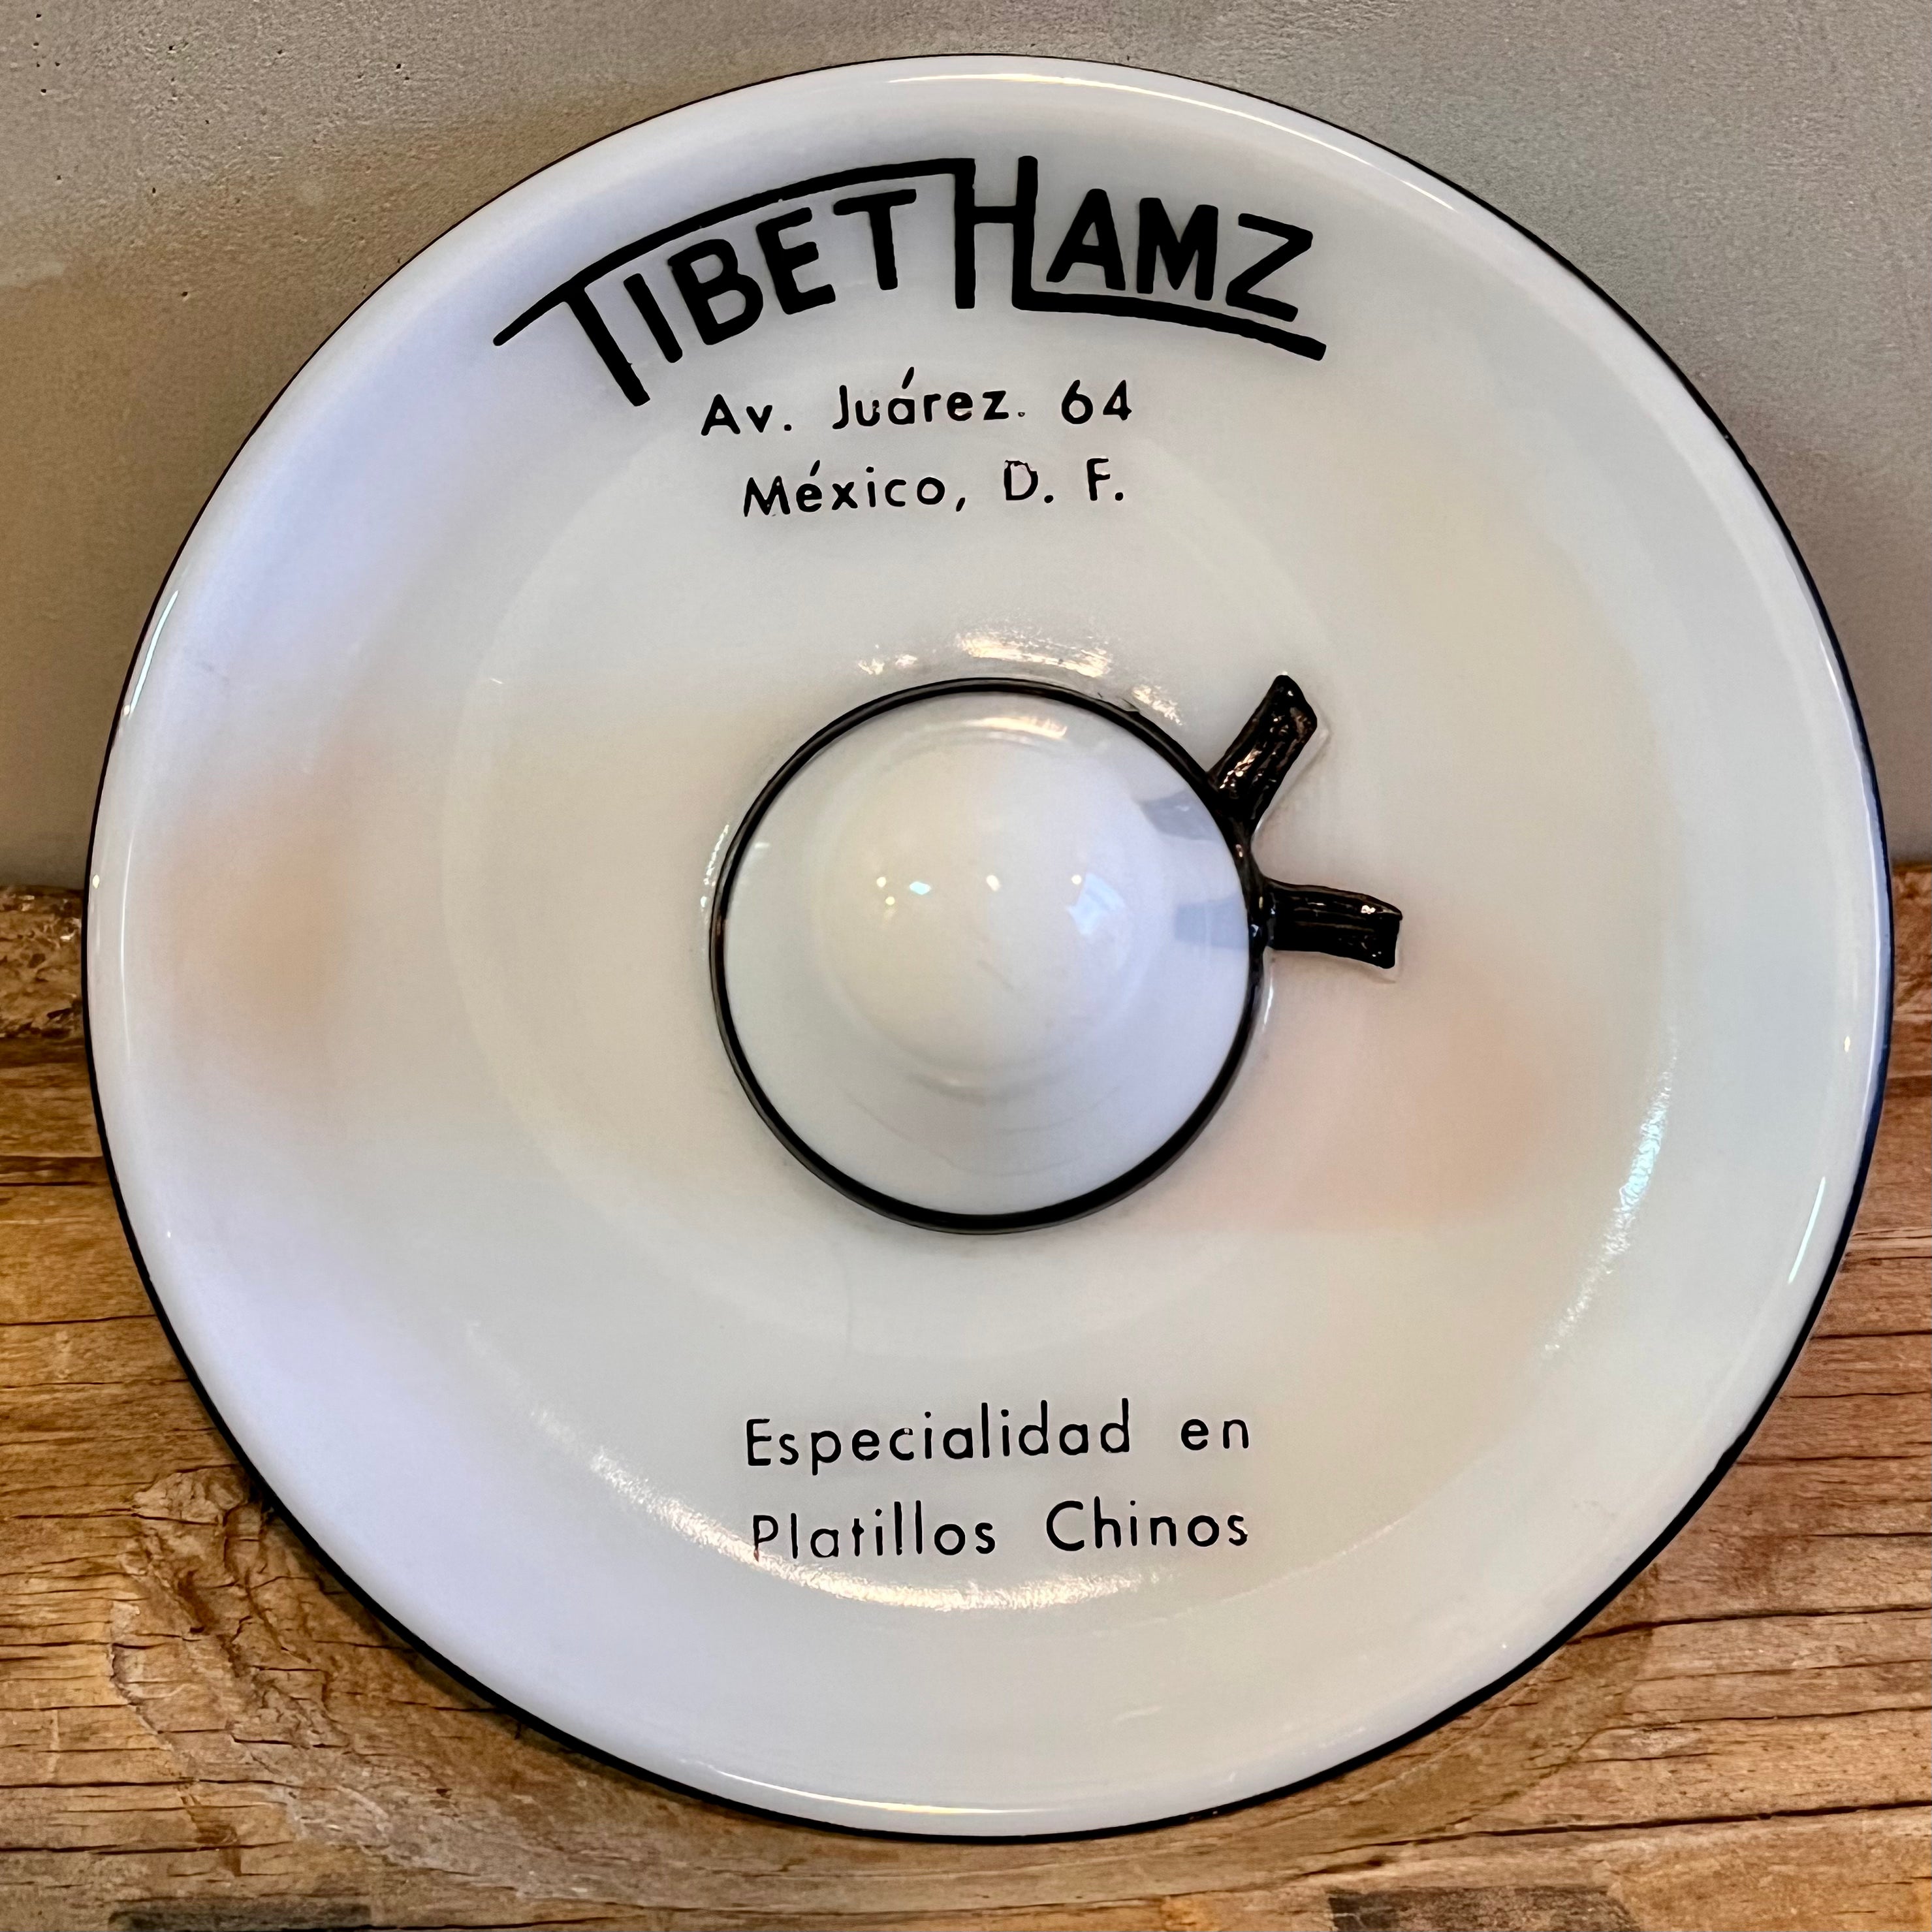 TIBET HAMZ
Av. Juárez. 64
México, D. F.
Especialidad en
Platillos Chinos